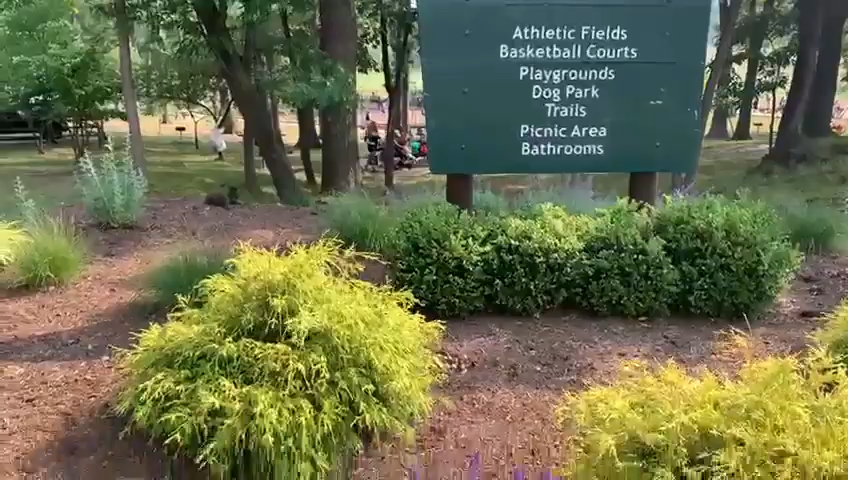 Athletic Fields
Basketball Courts
Playgrounds
Dog Park
Trails
Picnic Area
Bathrooms